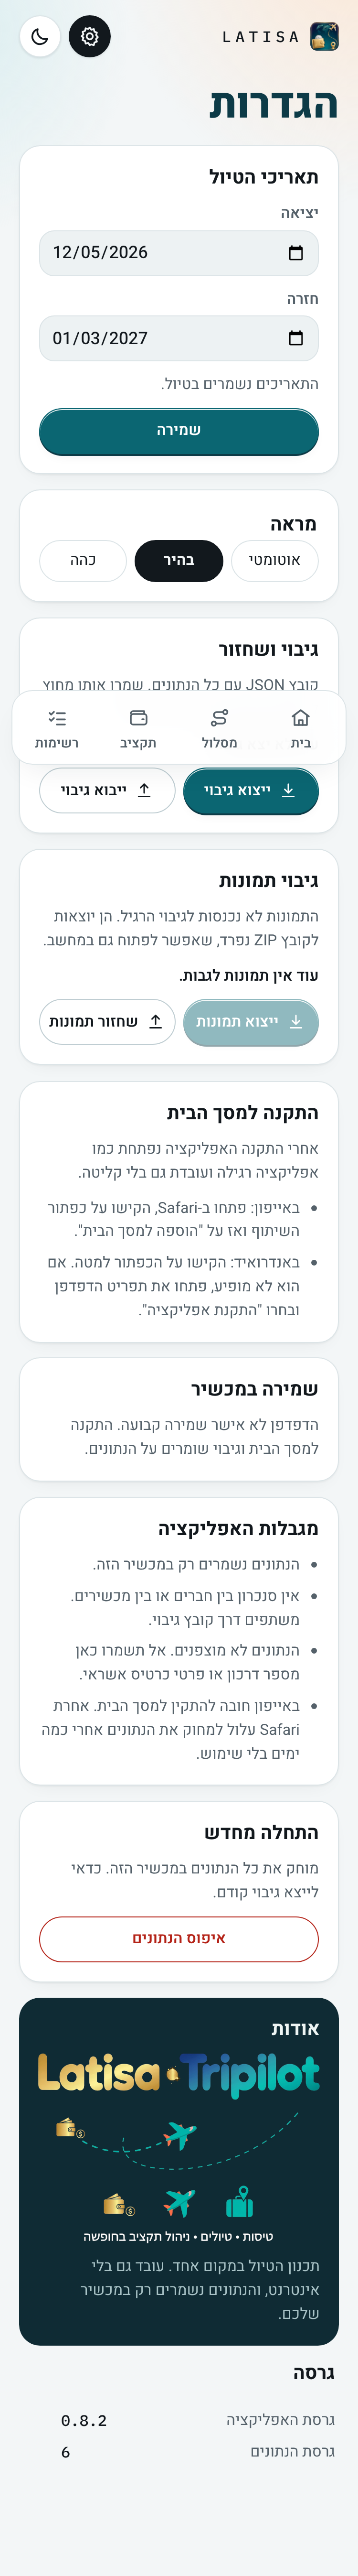 LATISA
הגדרות
תאריכי הטיול
יציאה
12/05/2026
חזרה
01/03/2027
התאריכים נשמרים בטיול.
שמירה
מראה
אוטומטי
בהיר
כהה
גיבוי ושחזור
קובץ JSON עם כל הנתונים. שמרו אותו מחוץ
בית
מסלול
תקציב
רשימות
ייצוא גיבוי
ייבוא גיבוי
גיבוי תמונות
התמונות לא נכנסות לגיבוי הרגיל. הן יוצאות
לקובץ ZIP נפרד, שאפשר לפתוח גם במחשב.
עוד אין תמונות לגבות.
ייצוא תמונות
שחזור תמונות
התקנה למסך הבית
אחרי התקנה האפליקציה נפתחת כמו
אפליקציה רגילה ועובדת גם בלי קליטה.
• באייפון: פתחו ב-Safari, הקישו על כפתור
השיתוף ואז על "הוספה למסך הבית".
• באנדרואיד: הקישו על הכפתור למטה. אם
הוא לא מופיע, פתחו את תפריט הדפדפן
ובחרו "התקנת אפליקציה".
שמירה במכשיר
הדפדפן לא אישר שמירה קבועה. התקנה
למסך הבית וגיבוי שומרים על הנתונים.
מגבלות האפליקציה
• הנתונים נשמרים רק במכשיר הזה.
• אין סנכרון בין חברים או בין מכשירים.
משתפים דרך קובץ גיבוי.
• הנתונים לא מוצפנים. אל תשמרו כאן
מספר דרכון או פרטי כרטיס אשראי.
• באייפון חובה להתקין למסך הבית. אחרת
Safari עלול למחוק את הנתונים אחרי כמה
ימים בלי שימוש.
התחלה מחדש
מוחק את כל הנתונים במכשיר הזה. כדאי
לייצא גיבוי קודם.
איפוס הנתונים
אודות
Latisa Tripilot
טיסות • טיולים • ניהול תקציב בחופשה
תכנון הטיול במקום אחד. עובד גם בלי
אינטרנט, והנתונים נשמרים רק במכשיר
שלכם.
גרסה
גרסת האפליקציה
0.8.2
גרסת הנתונים
6